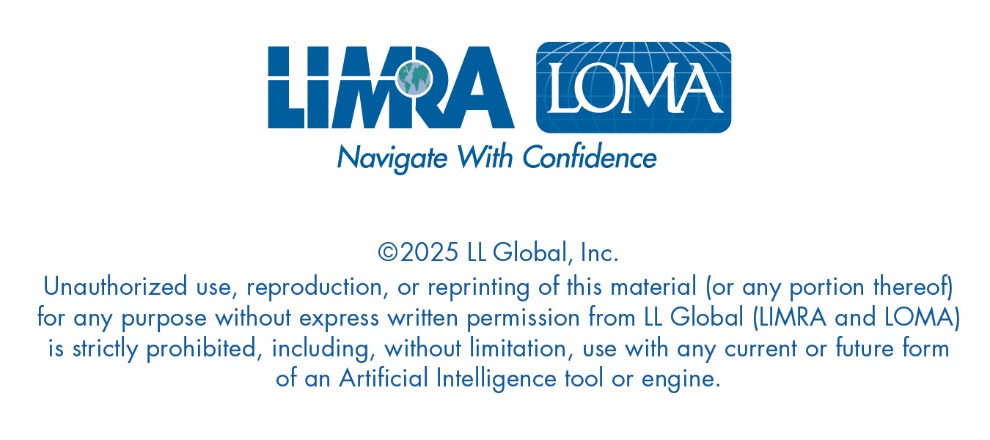 LIMRA LOMA
Navigate With Confidence
©2025 LL Global, Inc.
Unauthorized use, reproduction, or reprinting of this material (or any portion thereof)
for any purpose without express written permission from LL Global (LIMRA and LOMA)
is strictly prohibited, including, without limitation, use with any current or future form
of an Artificial Intelligence tool or engine.